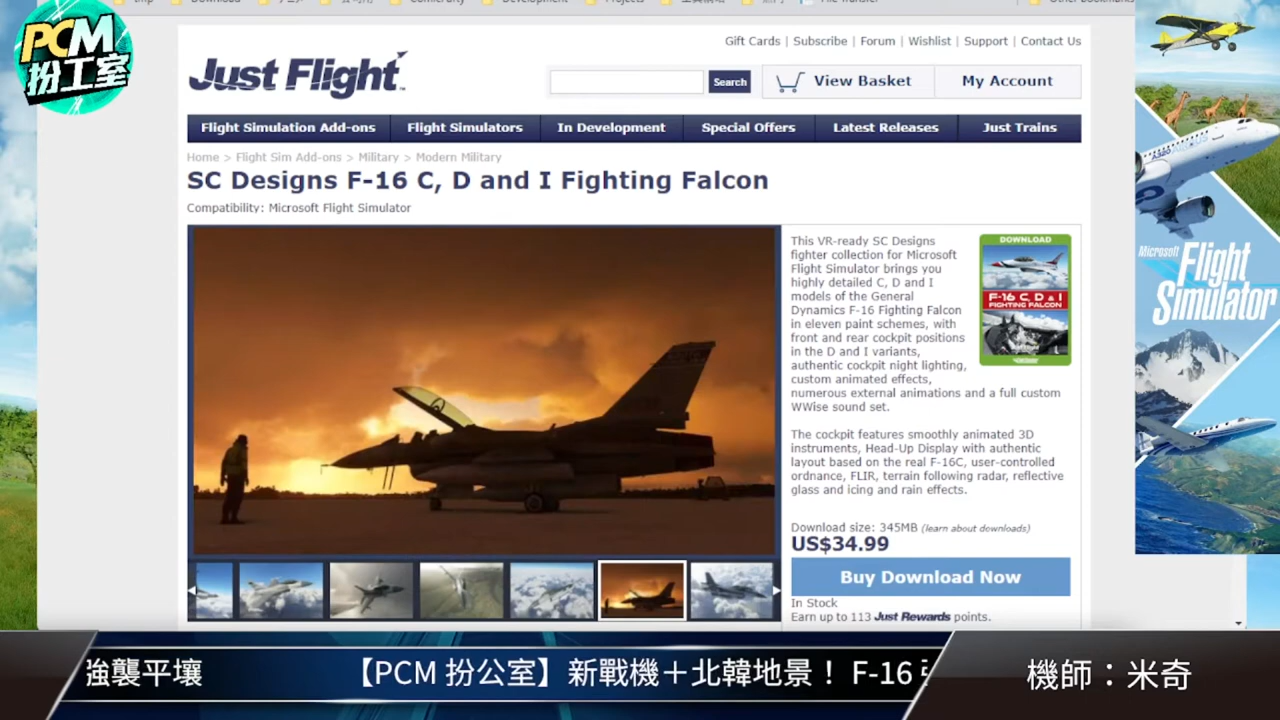 PCM
扮工室
Just Flight
Gift Cards | Subscribe | Forum | Wishlist | Support | Contact Us
Search
View Basket
My Account
Flight Simulation Add-ons
Flight Simulators
In Development
Special Offers
Latest Releases
Just Trains
Home > Flight Sim Add-ons > Military > Modern Military
SC Designs F-16 C, D and I Fighting Falcon
Compatibility: Microsoft Flight Simulator
This VR-ready SC Designs
fighter collection for Microsoft
Flight Simulator brings you
highly detailed C, D and I
models of the General
Dynamics F-16 Fighting Falcon
in eleven paint schemes, with
front and rear cockpit positions
in the D and I variants,
authentic cockpit night lighting,
custom animated effects,
numerous external animations and a full custom
WWise sound set.
DOWNLOAD
F-16 C, D & I
FIGHTING FALCON
The cockpit features smoothly animated 3D
instruments, Head-Up Display with authentic
layout based on the real F-16C, user-controlled
ordnance, FLIR, terrain following radar, reflective
glass and icing and rain effects.
Download size: 345MB (learn about downloads)
US$34.99
Buy Download Now
In Stock
Earn up to 113 Just Rewards points.
A320
Microsoft
Flight
Simulator
強襲平壤
【PCM 扮公室】新戰機＋北韓地景！ F-16
機師：米奇